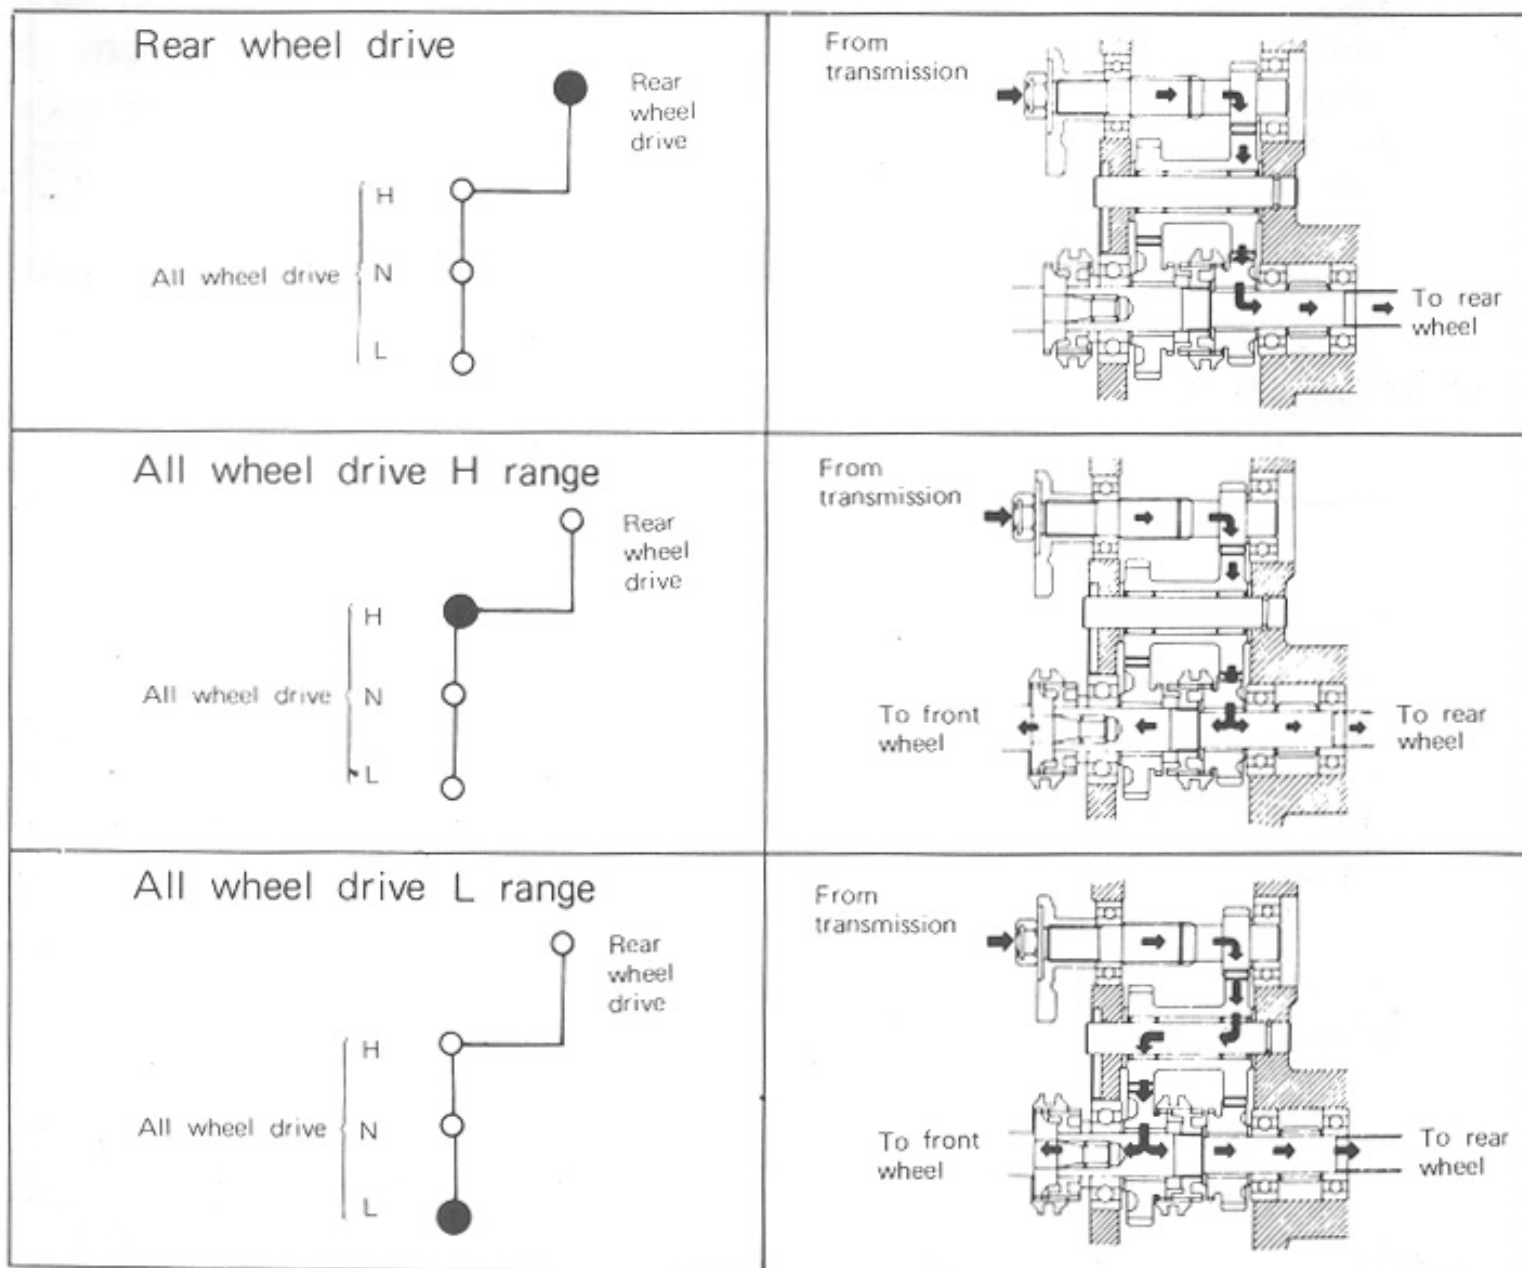 Rear wheel drive
Rear
wheel
drive
H
All wheel drive
N
L
From
transmission
To rear
wheel
All wheel drive H range
Rear
wheel
drive
H
All wheel drive
N
L
From
transmission
To front
wheel
To rear
wheel
All wheel drive L range
Rear
wheel
drive
H
All wheel drive
N
L
From
transmission
To front
wheel
To rear
wheel